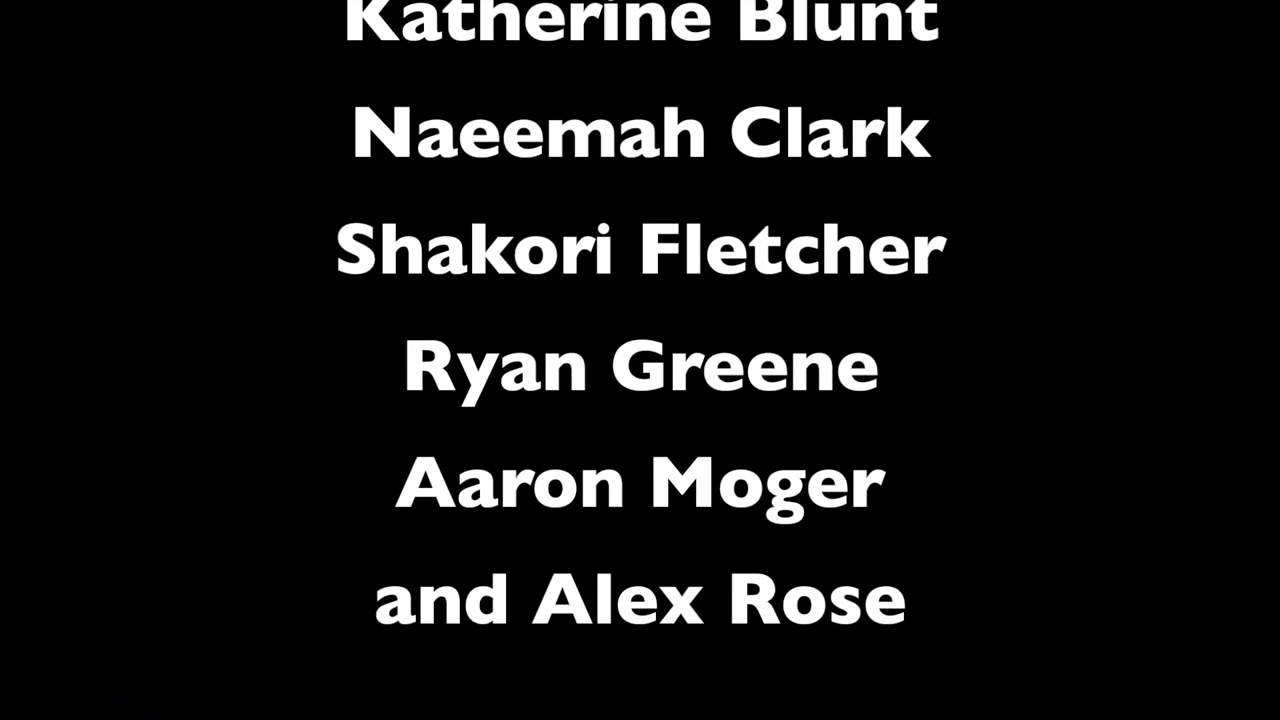 Katherine Blunt
Naeemah Clark
Shakori Fletcher
Ryan Greene
Aaron Moger
and Alex Rose